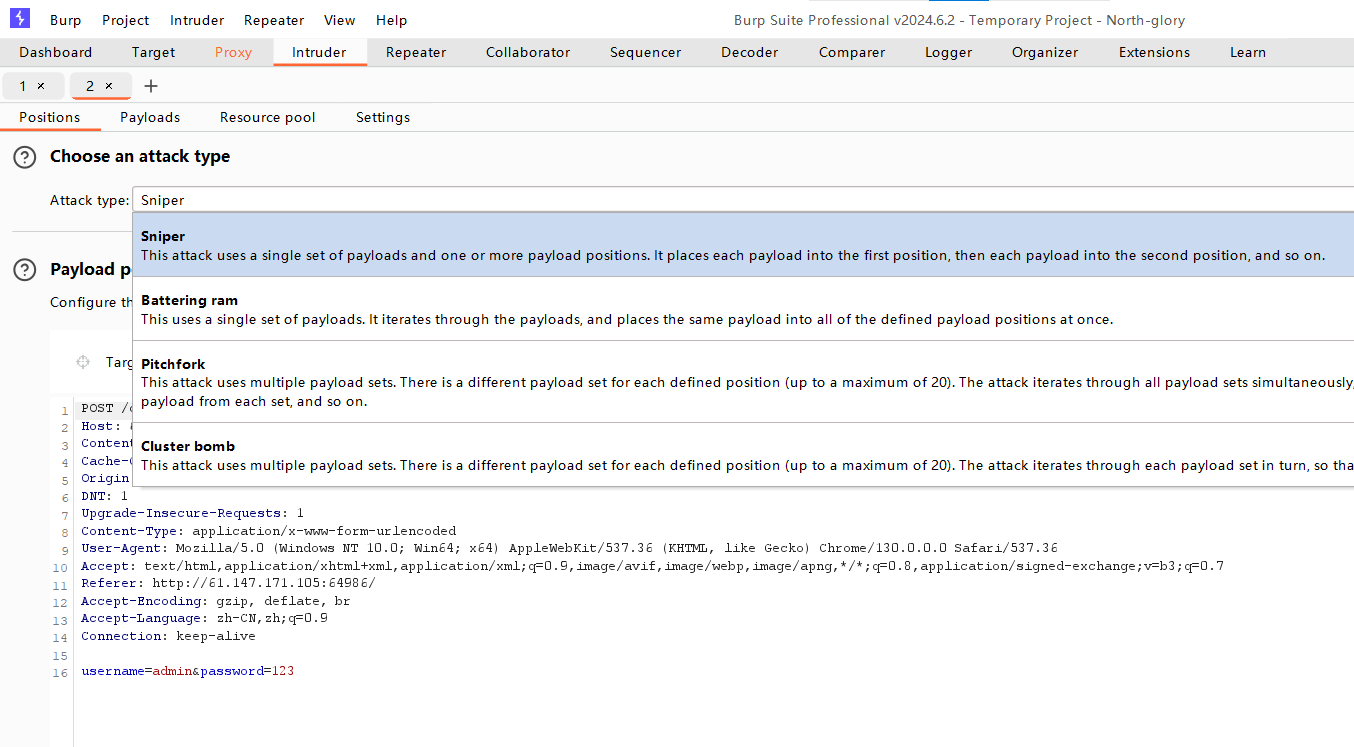 Burp Project Intruder Repeater View Help Burp Suite Professional v2024.6.2 - Temporary Project - North-glory
Dashboard Target Proxy Intruder Repeater Collaborator Sequencer Decoder Comparer Logger Organizer Extensions Learn
1 × 2 × +
Positions Payloads Resource pool Settings
? Choose an attack type
Attack type: Sniper
Sniper
This attack uses a single set of payloads and one or more payload positions. It places each payload into the first position, then each payload into the second position, and so on.
? Payload p
Configure th
Battering ram
This uses a single set of payloads. It iterates through the payloads, and places the same payload into all of the defined payload positions at once.
Targ
Pitchfork
This attack uses multiple payload sets. There is a different payload set for each defined position (up to a maximum of 20). The attack iterates through all payload sets simultaneously,
payload from each set, and so on.
Cluster bomb
This attack uses multiple payload sets. There is a different payload set for each defined position (up to a maximum of 20). The attack iterates through each payload set in turn, so tha
1 POST /
2 Host:
3 Content
4 Cache-
5 Origin
6 DNT: 1
7 Upgrade-Insecure-Requests: 1
8 Content-Type: application/x-www-form-urlencoded
9 User-Agent: Mozilla/5.0 (Windows NT 10.0; Win64; x64) AppleWebKit/537.36 (KHTML, like Gecko) Chrome/130.0.0.0 Safari/537.36
10 Accept: text/html,application/xhtml+xml,application/xml;q=0.9,image/avif,image/webp,image/apng,*/*;q=0.8,application/signed-exchange;v=b3;q=0.7
11 Referer: http://61.147.171.105:64986/
12 Accept-Encoding: gzip, deflate, br
13 Accept-Language: zh-CN,zh;q=0.9
14 Connection: keep-alive
15
16 username=admin&password=123